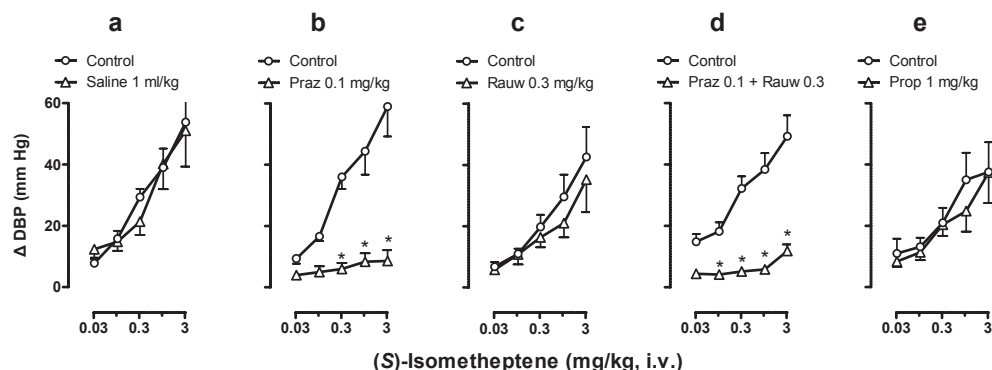 a b c d e
Control Control Control Control Control
Saline 1 ml/kg Praz 0.1 mg/kg Rauw 0.3 mg/kg Praz 0.1 + Rauw 0.3 Prop 1 mg/kg
60
40
20
0
Δ DBP (mm Hg)
* * * * * * *
0.03 0.3 3 0.03 0.3 3 0.03 0.3 3 0.03 0.3 3 0.03 0.3 3
(S)-Isometheptene (mg/kg, i.v.)